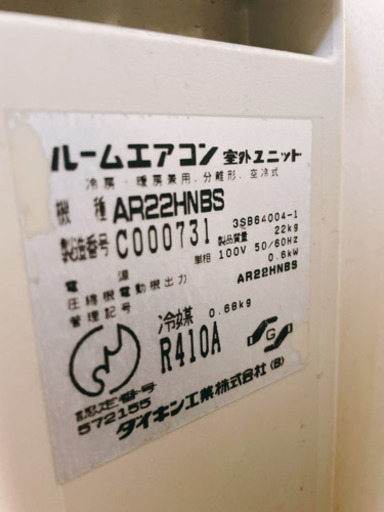 ルームエアコン 室外ユニット
冷房・暖房兼用、分離形、空冷式
機種 AR22HNBS
3SB64004-1
製造番号 C000731 製品質量 22kg
電源 単相 100V 50/60Hz
圧縮機電動機出力 0.6kW
管理記号 AR22HNBS
冷媒 0.68kg
R410A
認定番号
572155
ダイキン工業株式会社(B)